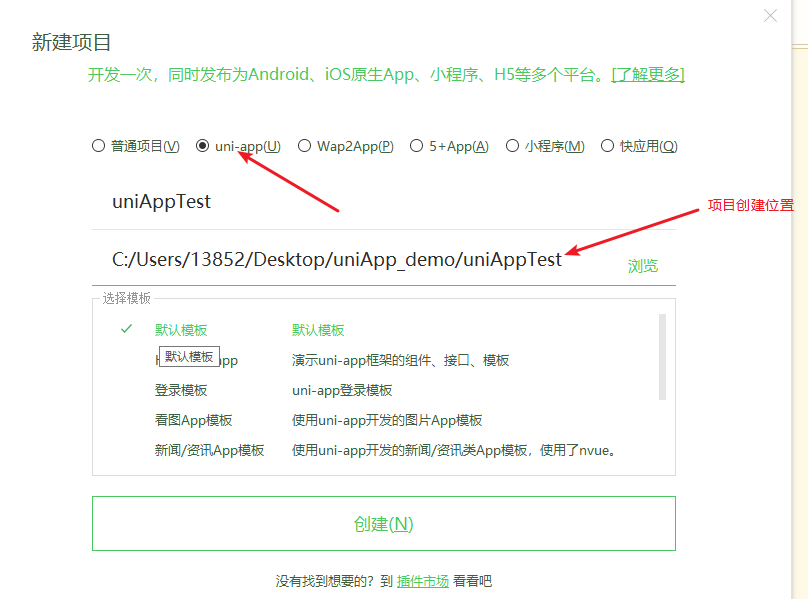 新建项目
开发一次，同时发布为Android、iOS原生App、小程序、H5等多个平台。[了解更多]
普通项目(V) uni-app(U) Wap2App(P) 5+App(A) 小程序(M) 快应用(Q)
uniAppTest
项目创建位置
C:/Users/13852/Desktop/uniApp_demo/uniAppTest
浏览
选择模板
默认模板 默认模板
默认模板
演示uni-app框架的组件、接口、模板
登录模板 uni-app登录模板
看图App模板 使用uni-app开发的图片App模板
新闻/资讯App模板 使用uni-app开发的新闻/资讯类App模板，使用了nvue。
创建(N)
没有找到想要的？到 插件市场 看看吧